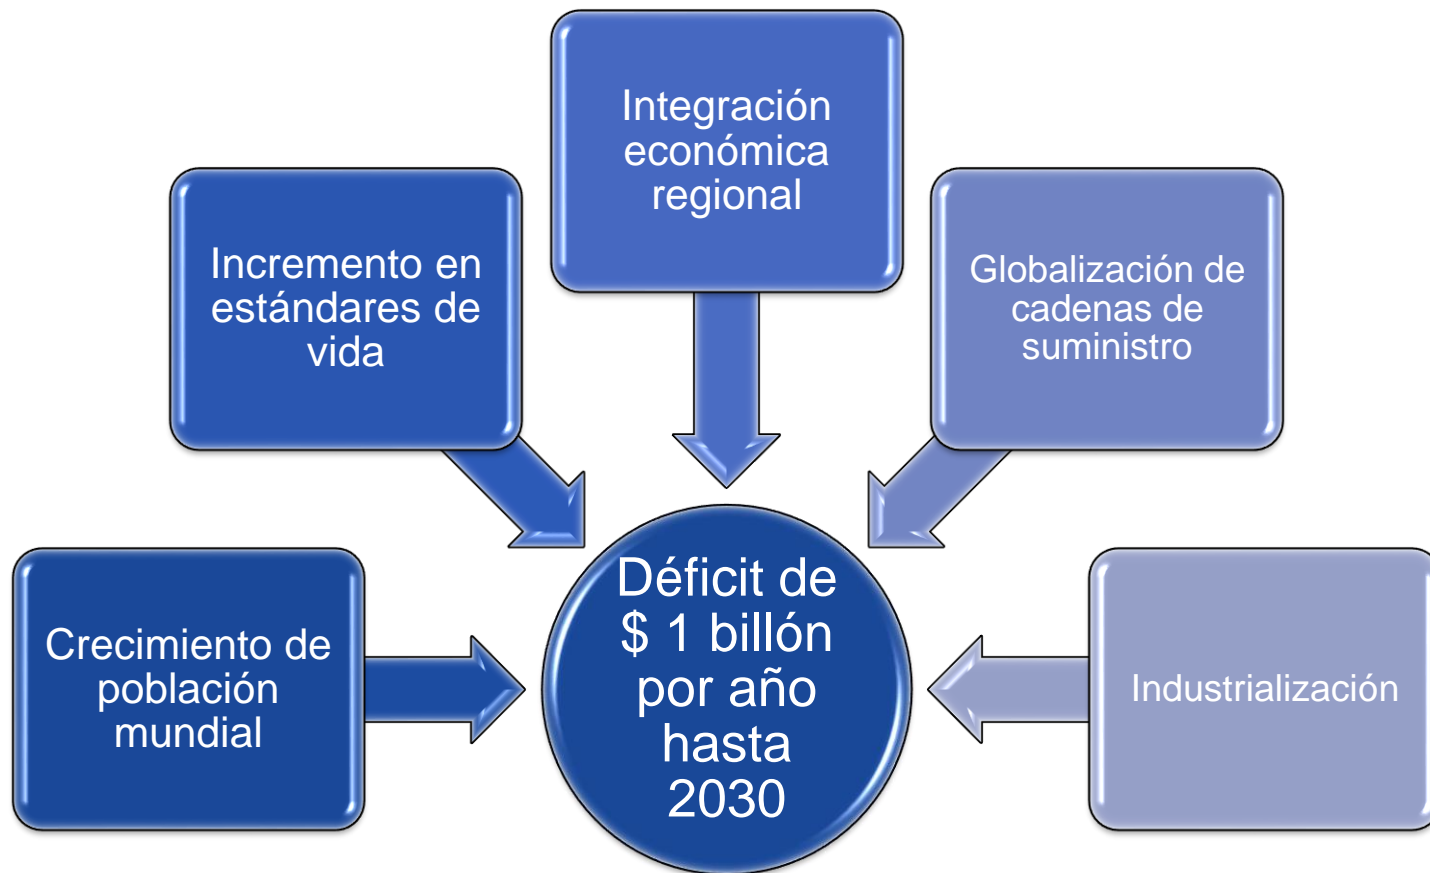 Integración
económica
regional
Incremento en
estándares de
vida
Globalización de
cadenas de
suministro
Crecimiento de
población
mundial
Déficit de
$ 1 billón
por año
hasta
2030
Industrialización